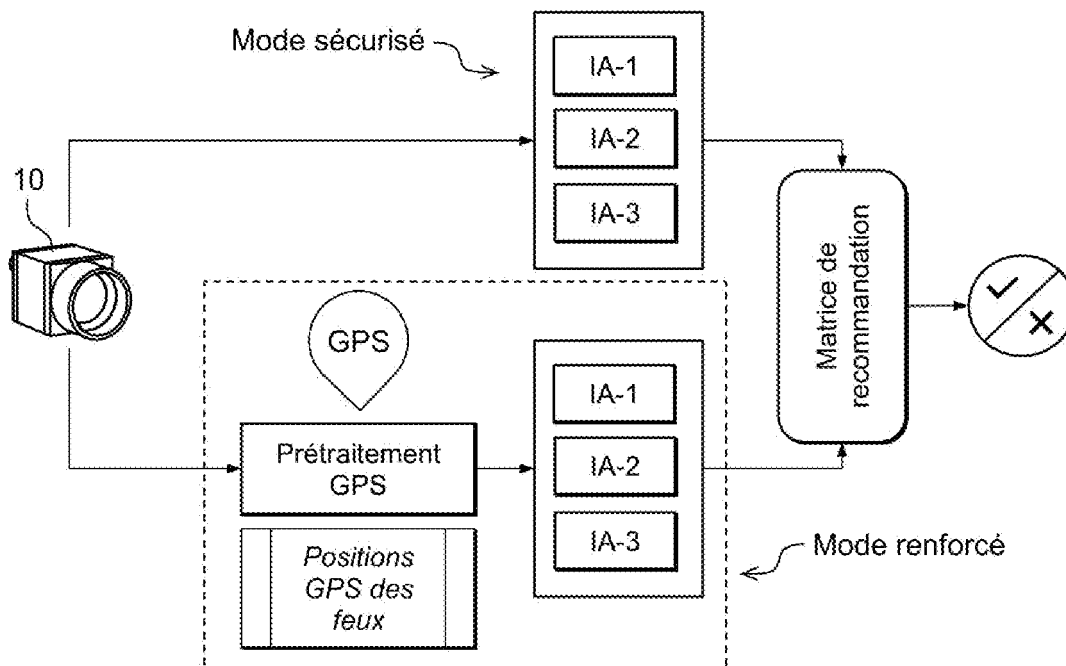 Mode sécurisé
IA-1
IA-2
IA-3
10
Matrice de
recommandation
GPS
Prétraitement
GPS
Positions
GPS des
feux
IA-1
IA-2
IA-3
Mode renforcé